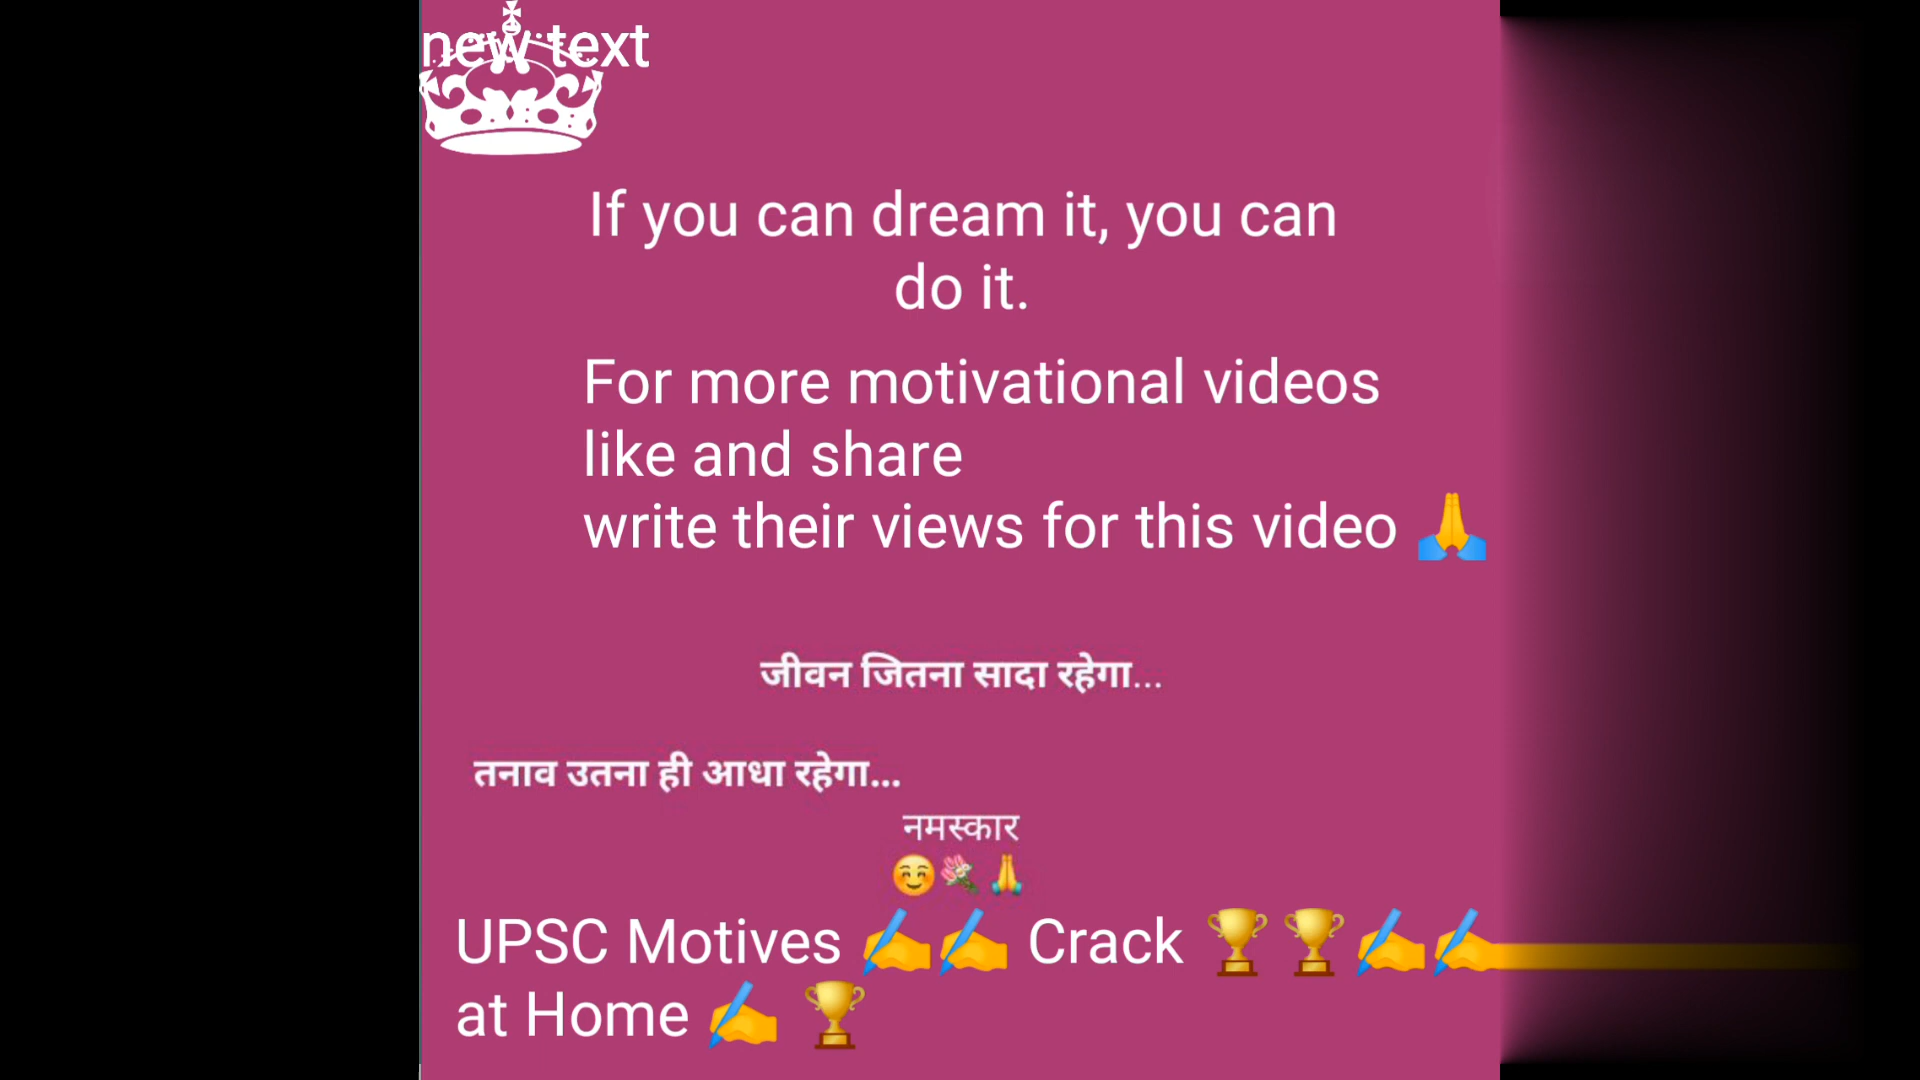 new text
If you can dream it, you can
do it.
For more motivational videos
like and share
write their views for this video 🙏
जीवन जितना सादा रहेगा...
तनाव उतना ही आधा रहेगा...
नमस्कार
😊💐🙏
UPSC Motives ✍️✍️ Crack 🏆🏆✍️✍️
at Home ✍️ 🏆